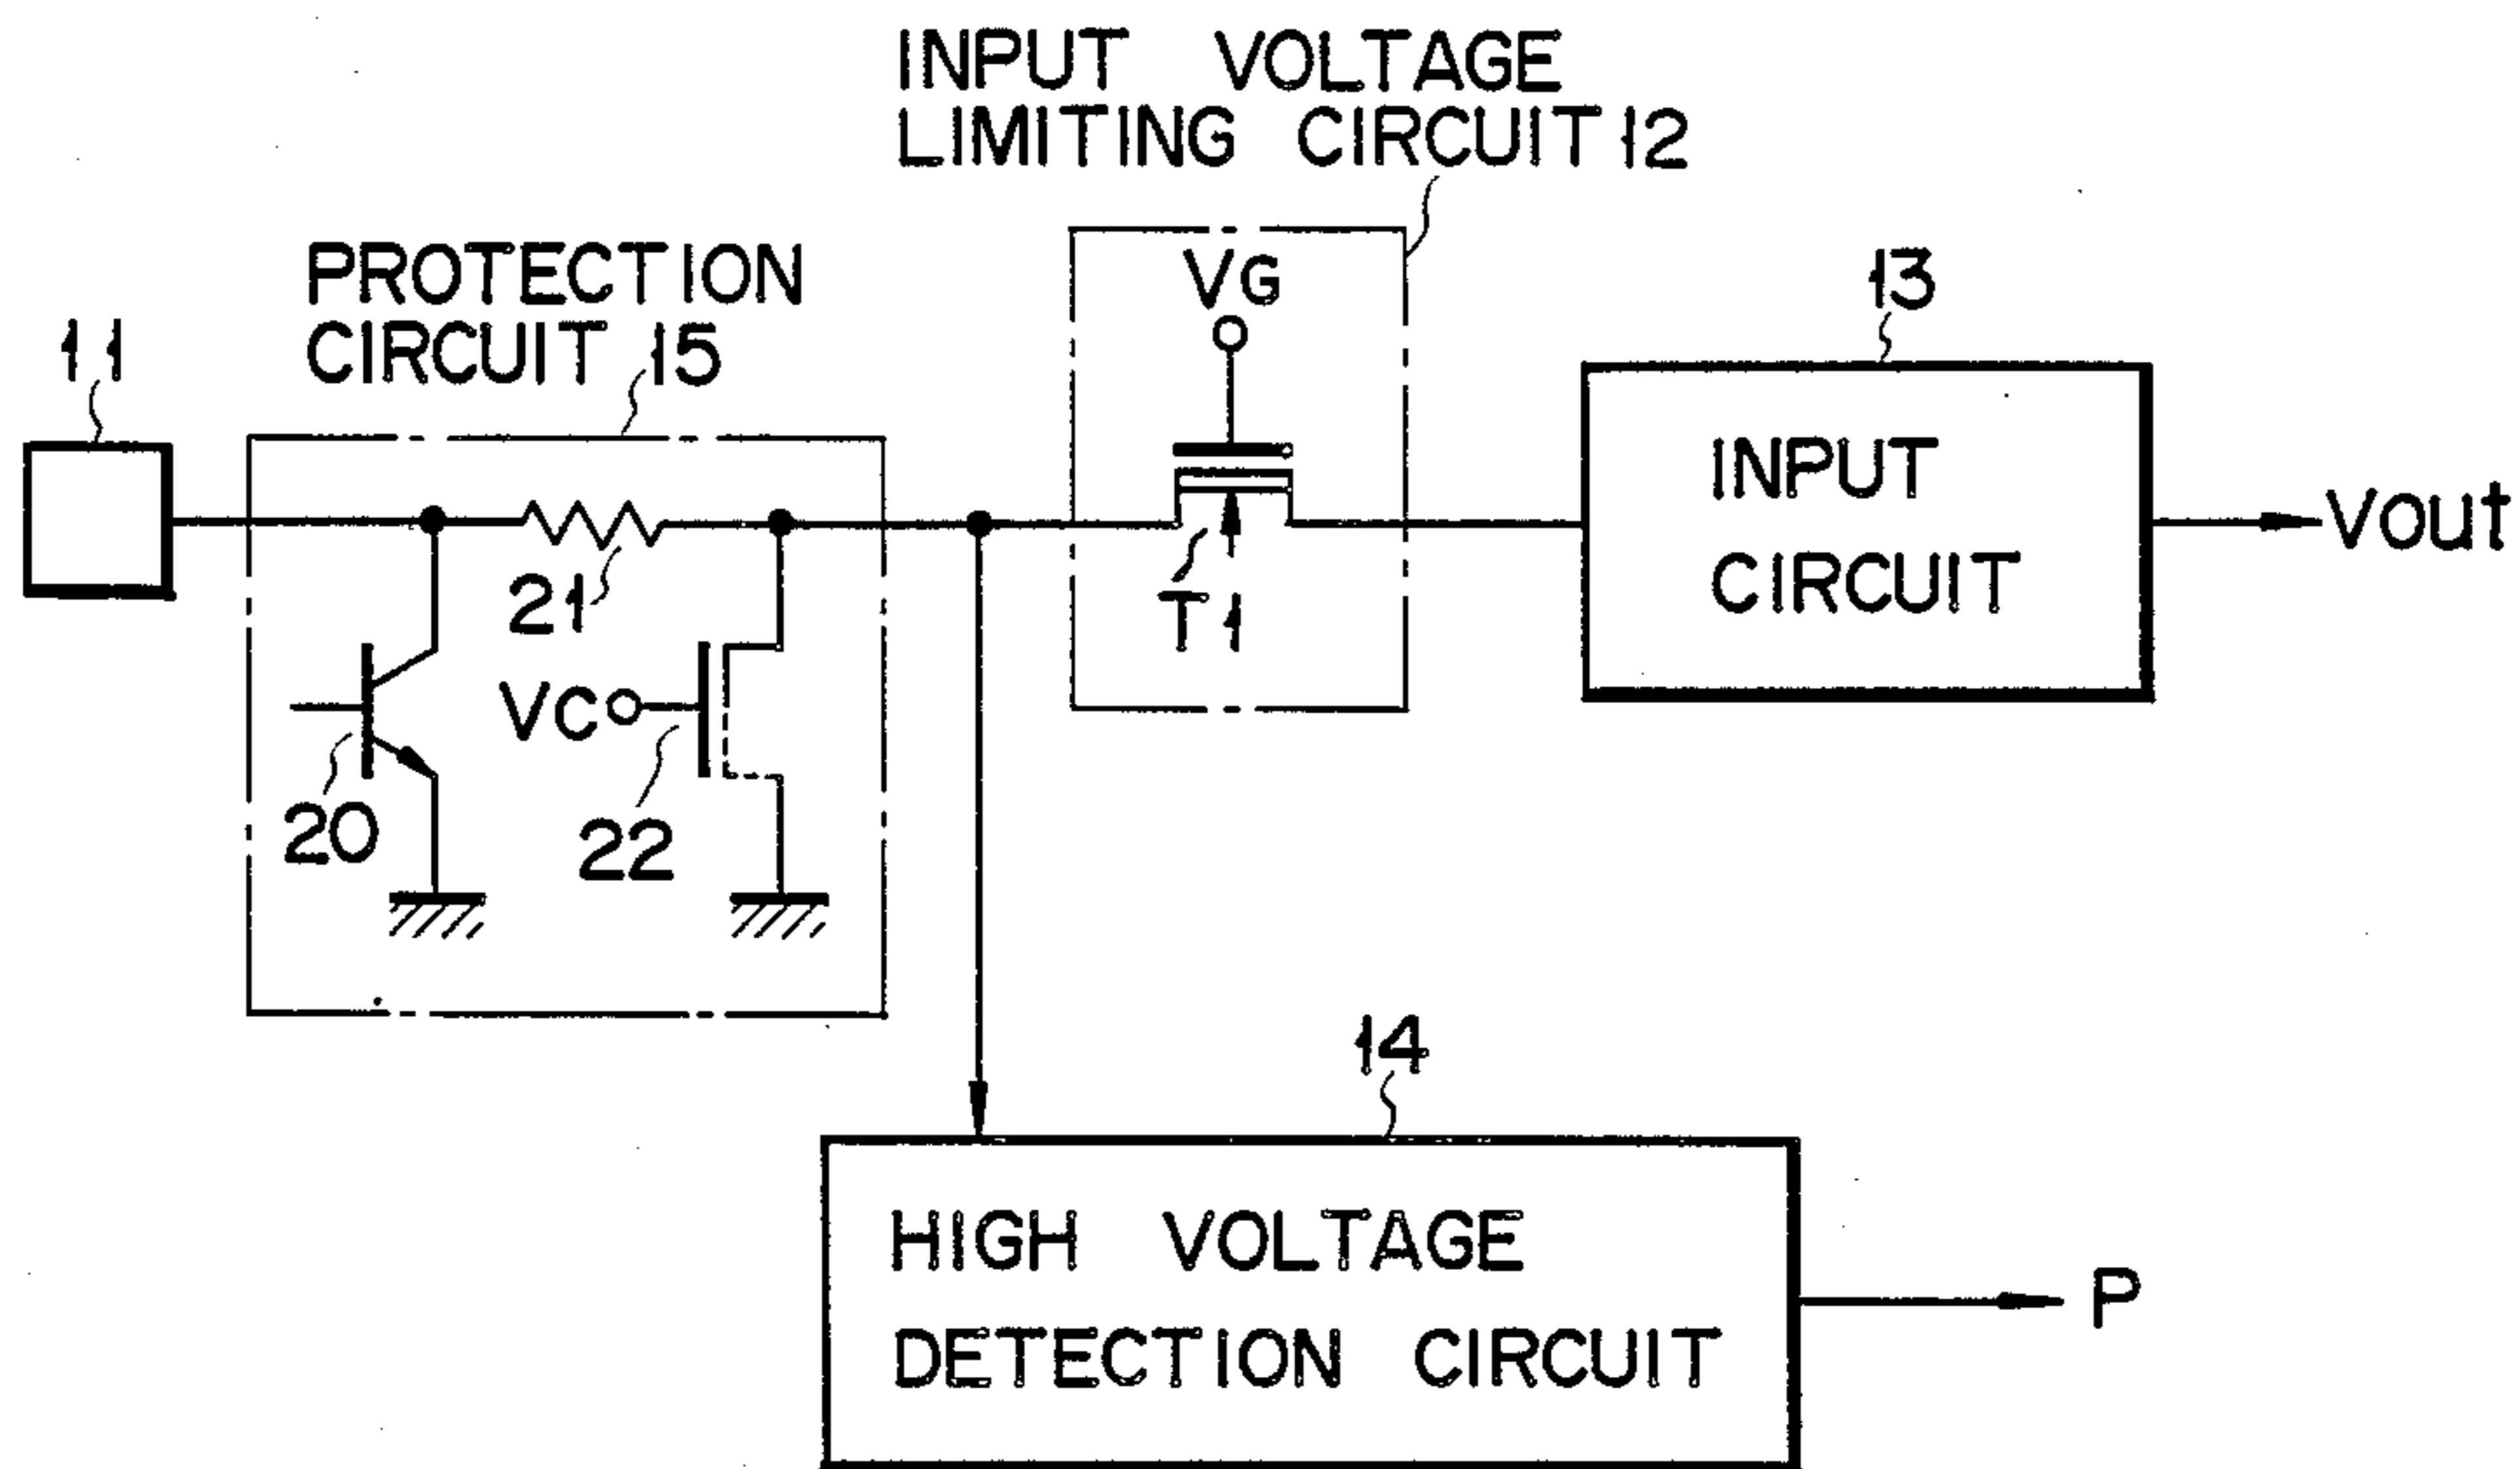 INPUT VOLTAGE
LIMITING CIRCUIT 12
PROTECTION
CIRCUIT 15
11
VG
13
INPUT
CIRCUIT
Vout
21
T1
VC
20
22
14
HIGH VOLTAGE
DETECTION CIRCUIT
P